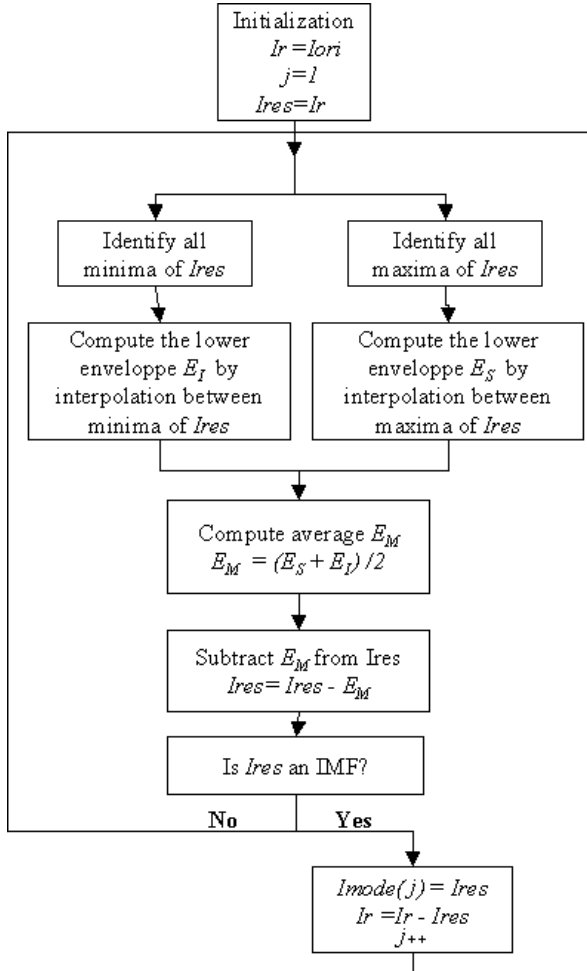 Initialization
Ir =Iori
j=1
Ires=Ir
Identify all
minima of Ires
Identify all
maxima of Ires
Compute the lower
enveloppe E_I by
interpolation between
minima of Ires
Compute the lower
enveloppe E_S by
interpolation between
maxima of Ires
Compute average E_M
E_M = (E_S + E_I) /2
Subtract E_M from Ires
Ires= Ires - E_M
Is Ires an IMF?
No
Yes
Imode(j) = Ires
Ir =Ir - Ires
j++